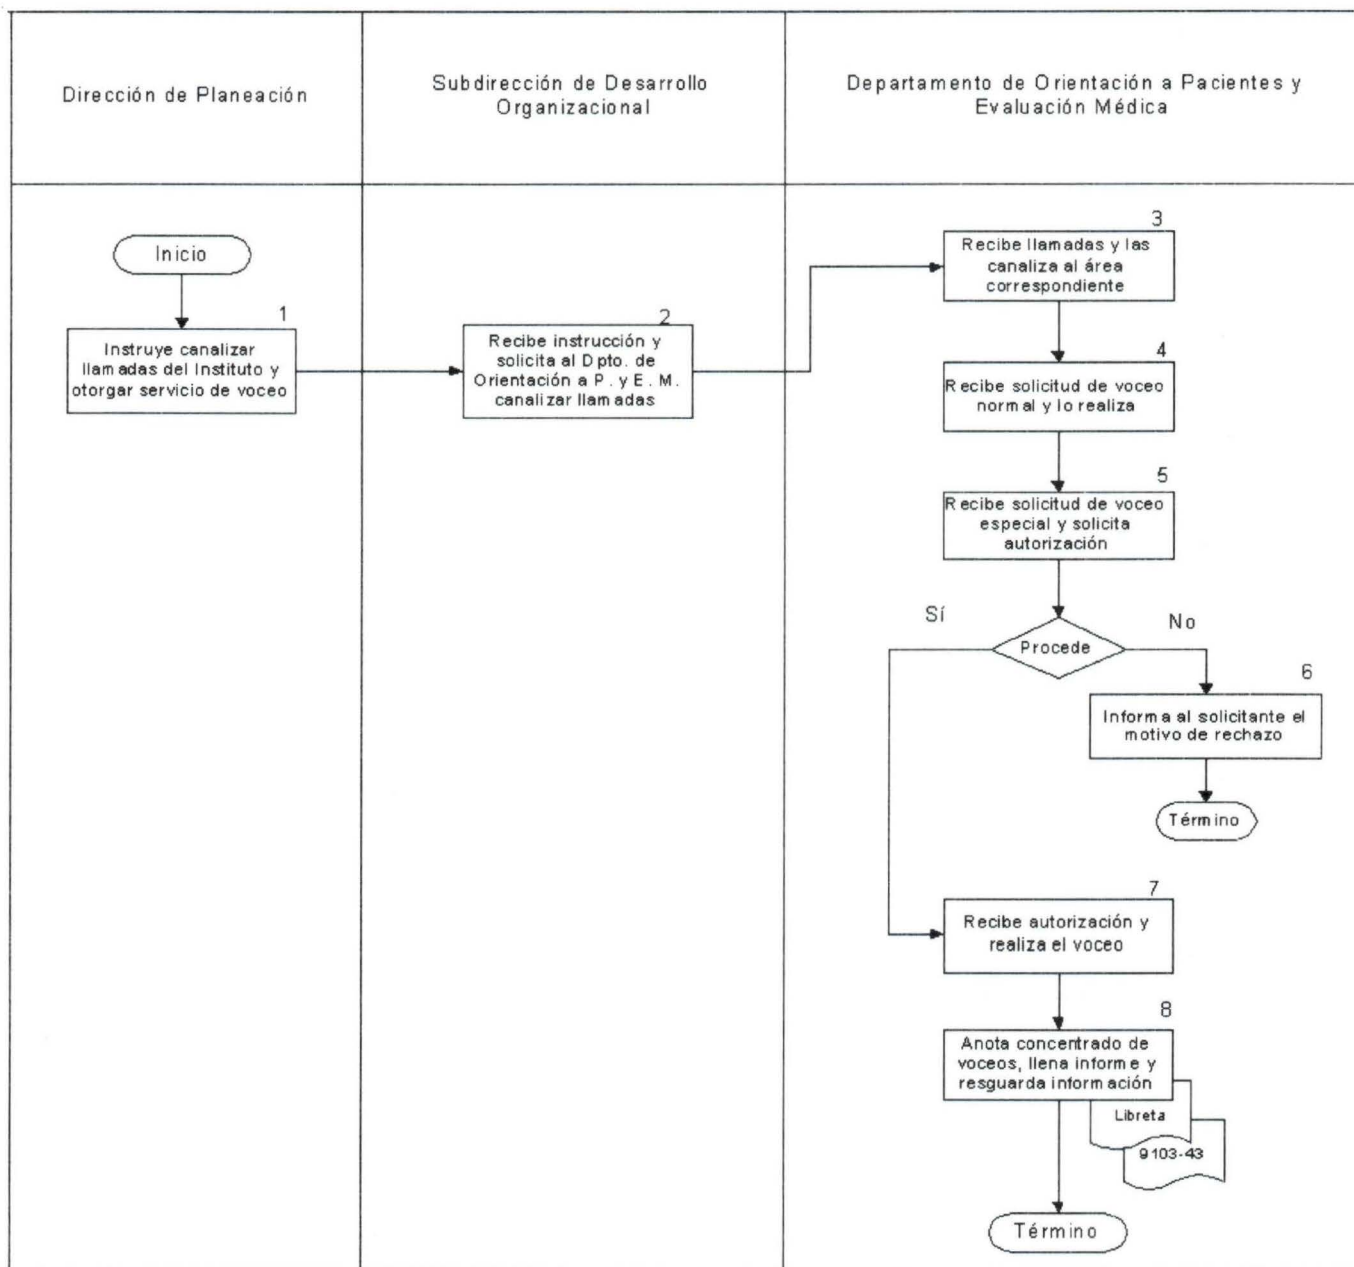 Dirección de Planeación
Subdirección de Desarrollo
Organizacional
Departamento de Orientación a Pacientes y
Evaluación Médica
Inicio
1
Instruye canalizar
llamadas del Instituto y
otorgar servicio de voceo
2
Recibe instrucción y
solicita al Dpto. de
Orientación a P. y E. M.
canalizar llamadas
3
Recibe llamadas y las
canaliza al área
correspondiente
4
Recibe solicitud de voceo
normal y lo realiza
5
Recibe solicitud de voceo
especial y solicita
autorización
Sí
Procede
No
6
Informa al solicitante el
motivo de rechazo
Término
7
Recibe autorización y
realiza el voceo
8
Anota concentrado de
voceos, llena informe y
resguarda información
Libreta
9103-43
Término